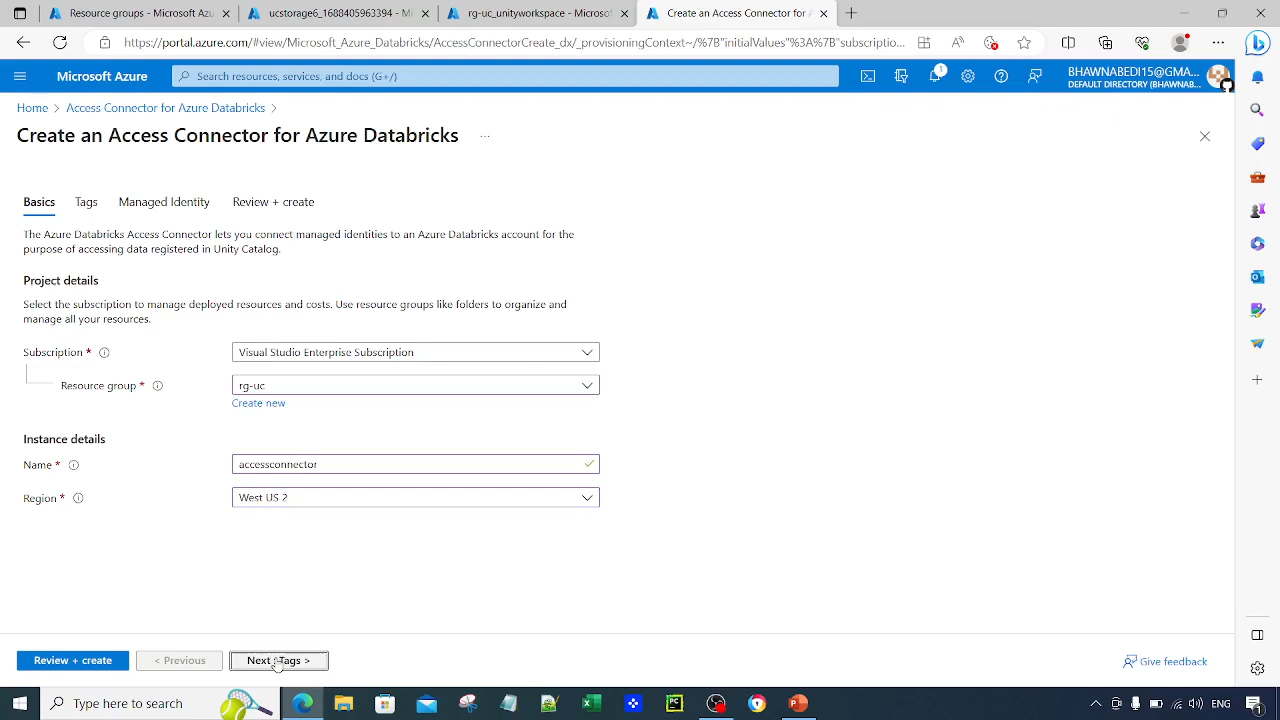 Resource groups - Microsoft Azu
ucstorage6_1688405963394 - Mi
rg-uc_unityworkspace - Microsof
Create an Access Connector for A
https://portal.azure.com/#view/Microsoft_Azure_Databricks/AccessConnectorCreate_dx/_provisioningContext~/%7B"initialValues"%3A%7B"subscriptio...
Microsoft Azure
Search resources, services, and docs (G+/)
1
BHAWNABEDI15@GMA...
DEFAULT DIRECTORY (BHAWNAB...
Home > Access Connector for Azure Databricks >
Create an Access Connector for Azure Databricks ...
Basics Tags Managed Identity Review + create
The Azure Databricks Access Connector lets you connect managed identities to an Azure Databricks account for the
purpose of accessing data registered in Unity Catalog.
Project details
Select the subscription to manage deployed resources and costs. Use resource groups like folders to organize and
manage all your resources.
Subscription * Visual Studio Enterprise Subscription
Resource group * rg-uc
Create new
Instance details
Name * accessconnector
Region * West US 2
Review + create < Previous Next : Tags > Give feedback
Type here to search ENG